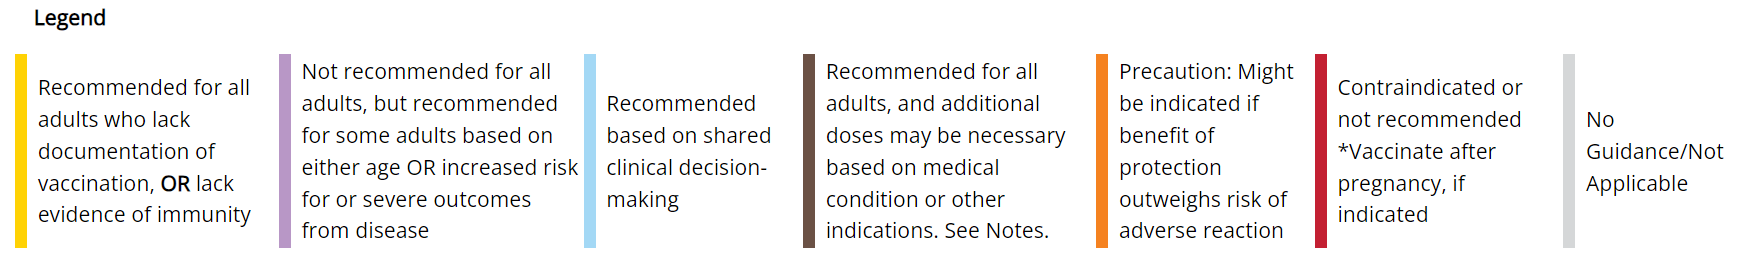 Legend
Recommended for all
adults who lack
documentation of
vaccination, OR lack
evidence of immunity
Not recommended for all
adults, but recommended
for some adults based on
either age OR increased risk
for or severe outcomes
from disease
Recommended
based on shared
clinical decision-
making
Recommended for all
adults, and additional
doses may be necessary
based on medical
condition or other
indications. See Notes.
Precaution: Might
be indicated if
benefit of
protection
outweighs risk of
adverse reaction
Contraindicated or
not recommended
*Vaccinate after
pregnancy, if
indicated
No
Guidance/Not
Applicable